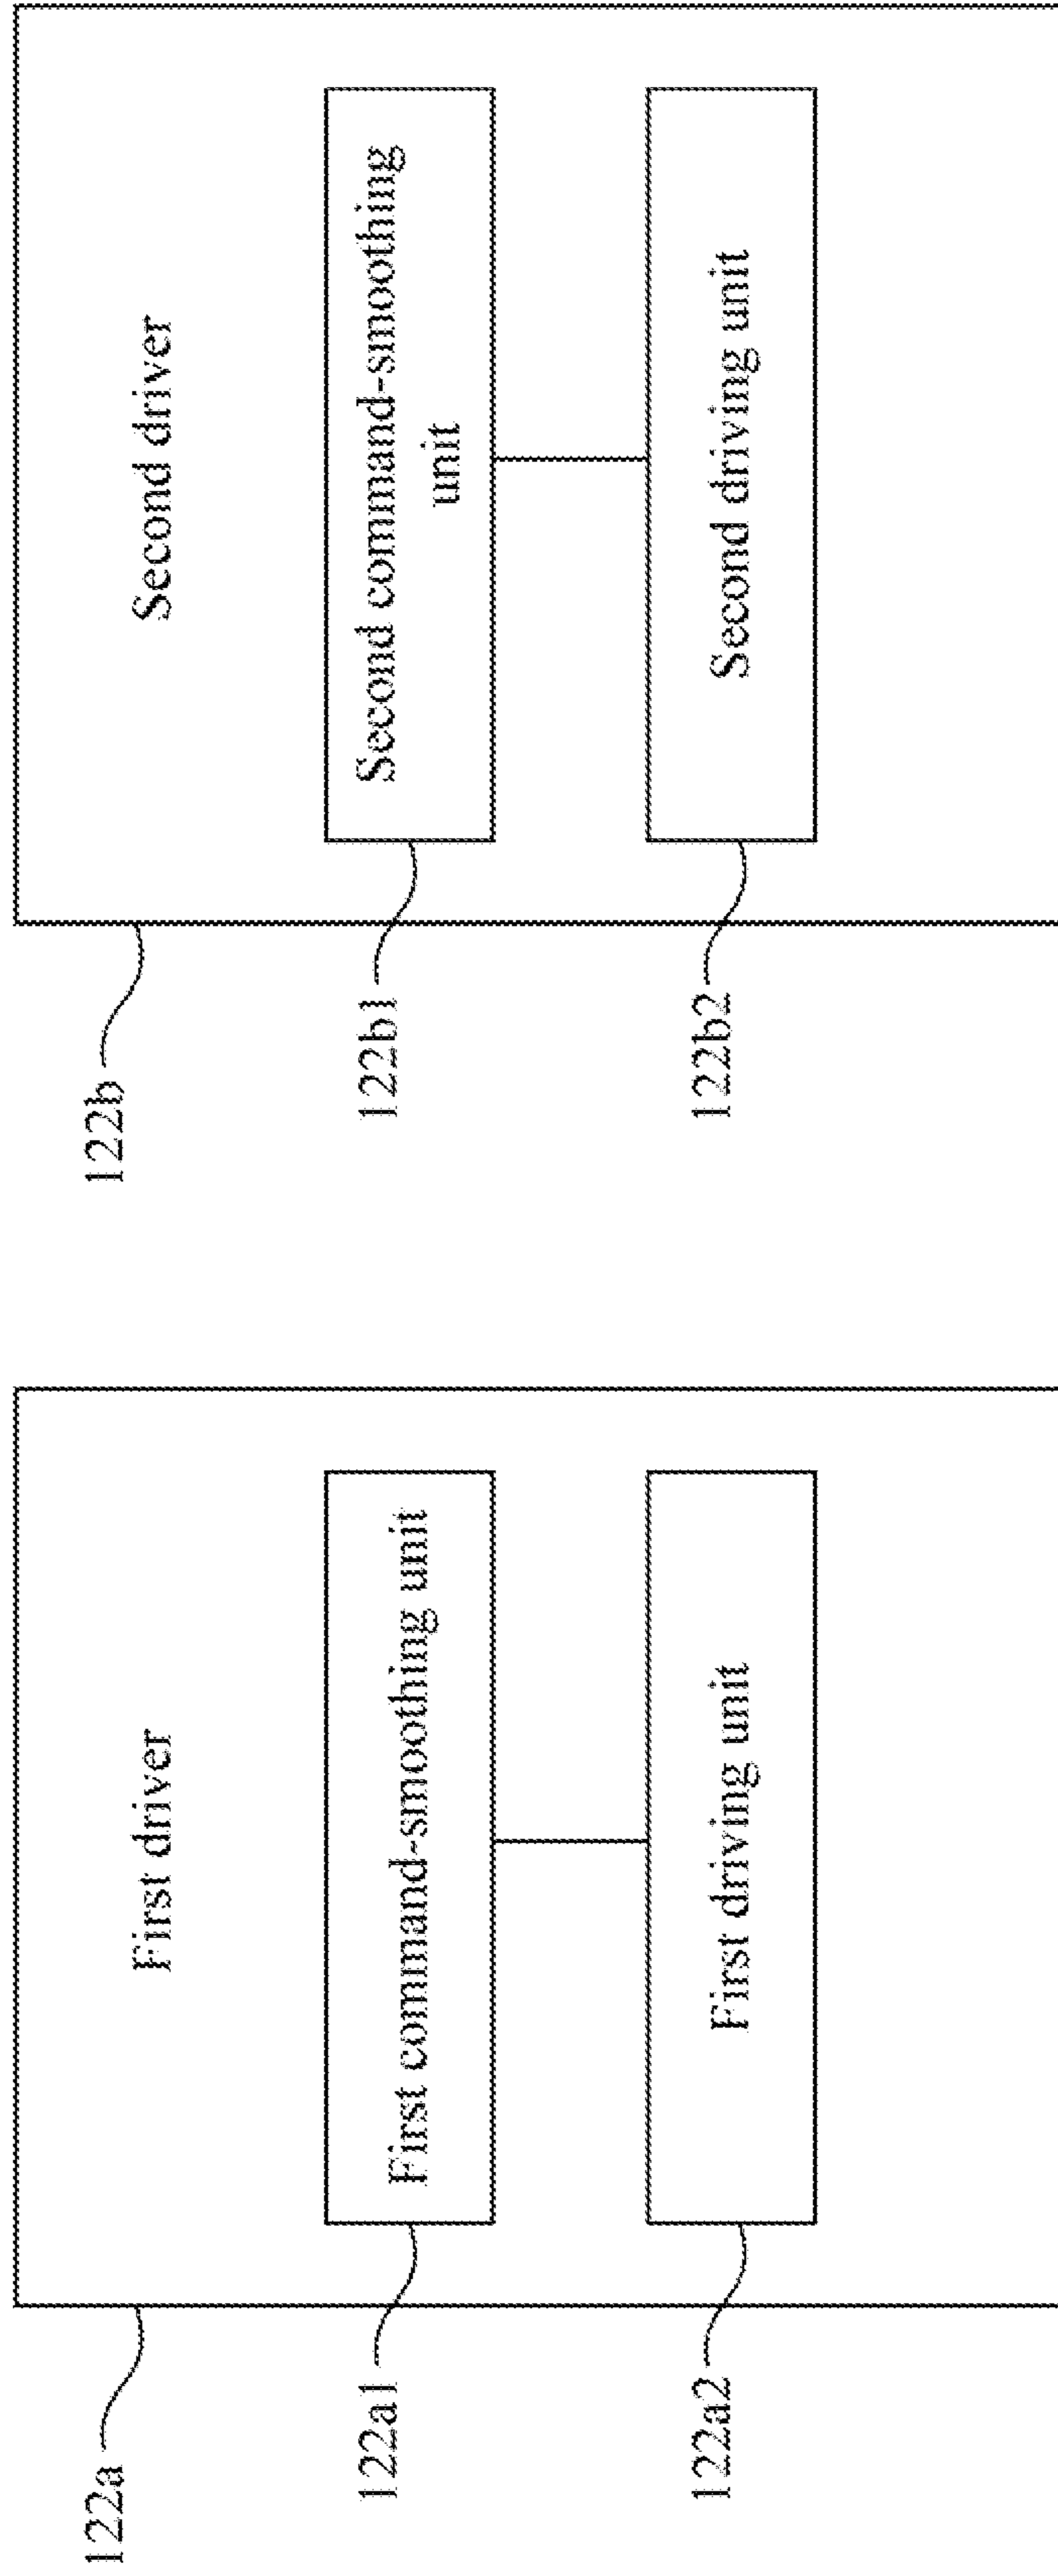 122a
First driver
122a1
First command-smoothing unit
122a2
First driving unit
122b
Second driver
122b1
Second command-smoothing
unit
122b2
Second driving unit